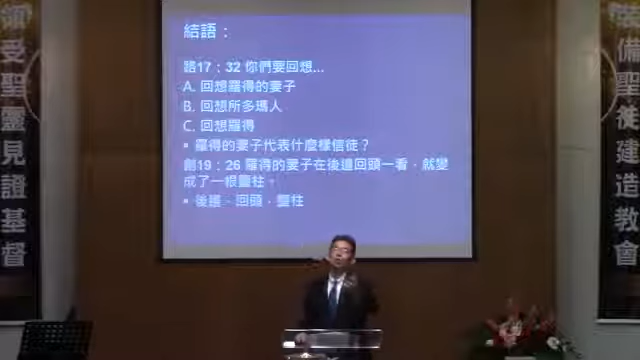 領受聖靈見證基督
結語：
路17：32 你們要回想...
A. 回想羅得的妻子
B. 回想所多瑪人
C. 回想羅得
▪ 羅得的妻子代表什麼樣信徒？
創19：26 羅得的妻子在後邊回頭一看，就變
成了一根鹽柱。
▪ 後邊、回頭、鹽柱
裝備聖徒建造教會